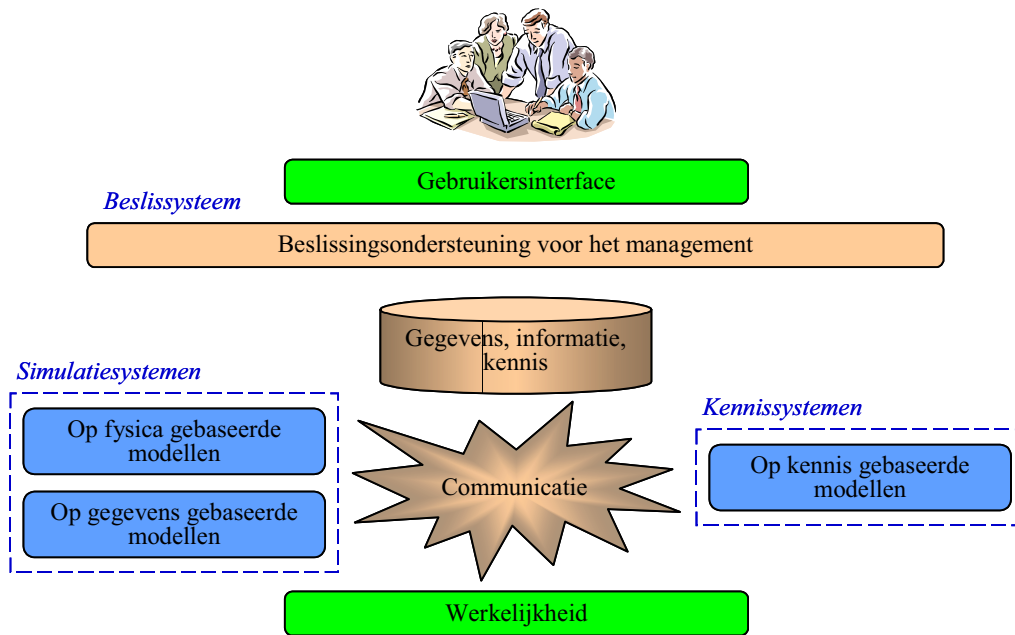 Gebruikersinterface
Beslissysteem
Beslissingsondersteuning voor het management
Gegevens, informatie,
kennis
Simulatiesystemen
Op fysica gebaseerde
modellen
Op gegevens gebaseerde
modellen
Communicatie
Kennissystemen
Op kennis gebaseerde
modellen
Werkelijkheid